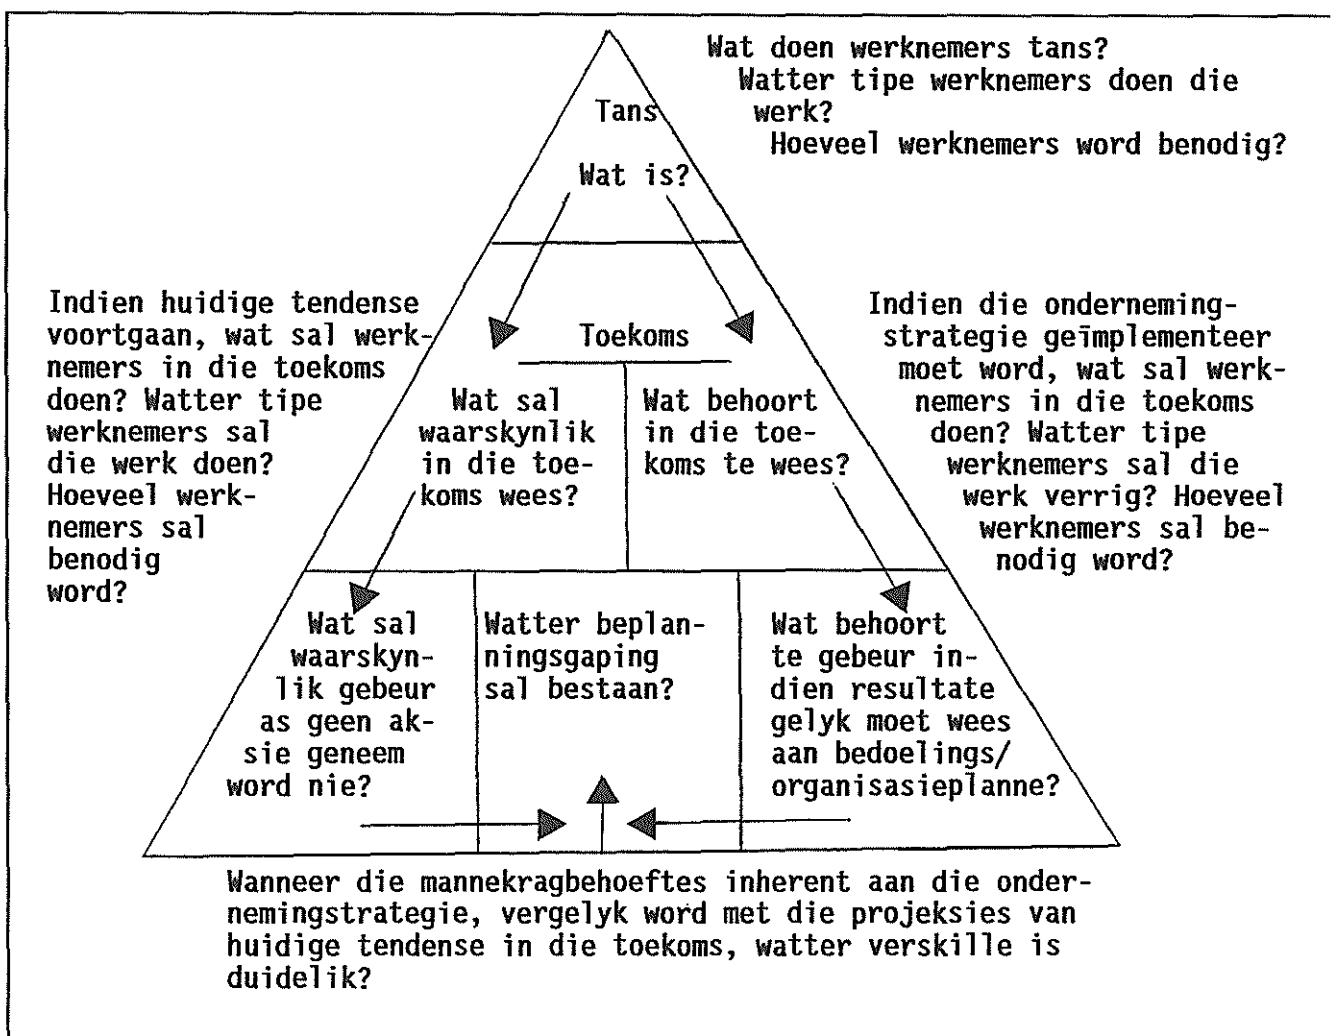 Wat doen werknemers tans?
Watter tipe werknemers doen die
werk?
Hoeveel werknemers word benodig?
Tans
Wat is?
Indien huidige tendense
voortgaan, wat sal werk-
nemers in die toekoms
doen? Watter tipe
werknemers sal
die werk doen?
Hoeveel werk-
nemers sal
benodig
word?
Toekoms
Wat sal
waarskynlik
in die toe-
koms wees?
Wat behoort
in die toe-
koms te wees?
Indien die onderneming-
strategie geïmplementeer
moet word, wat sal werk-
nemers in die toekoms
doen? Watter tipe
werknemers sal die
werk verrig? Hoeveel
werknemers sal be-
nodig word?
Wat sal
waarskyn-
lik gebeur
as geen ak-
sie geneem
word nie?
Watter beplan-
ningsgaping
sal bestaan?
Wat behoort
te gebeur in-
dien resultate
gelyk moet wees
aan bedoelings/
organisasieplanne?
Wanneer die mannekragbehoeftes inherent aan die onder-
nemingstrategie, vergelyk word met die projeksies van
huidige tendense in die toekoms, watter verskille is
duidelik?